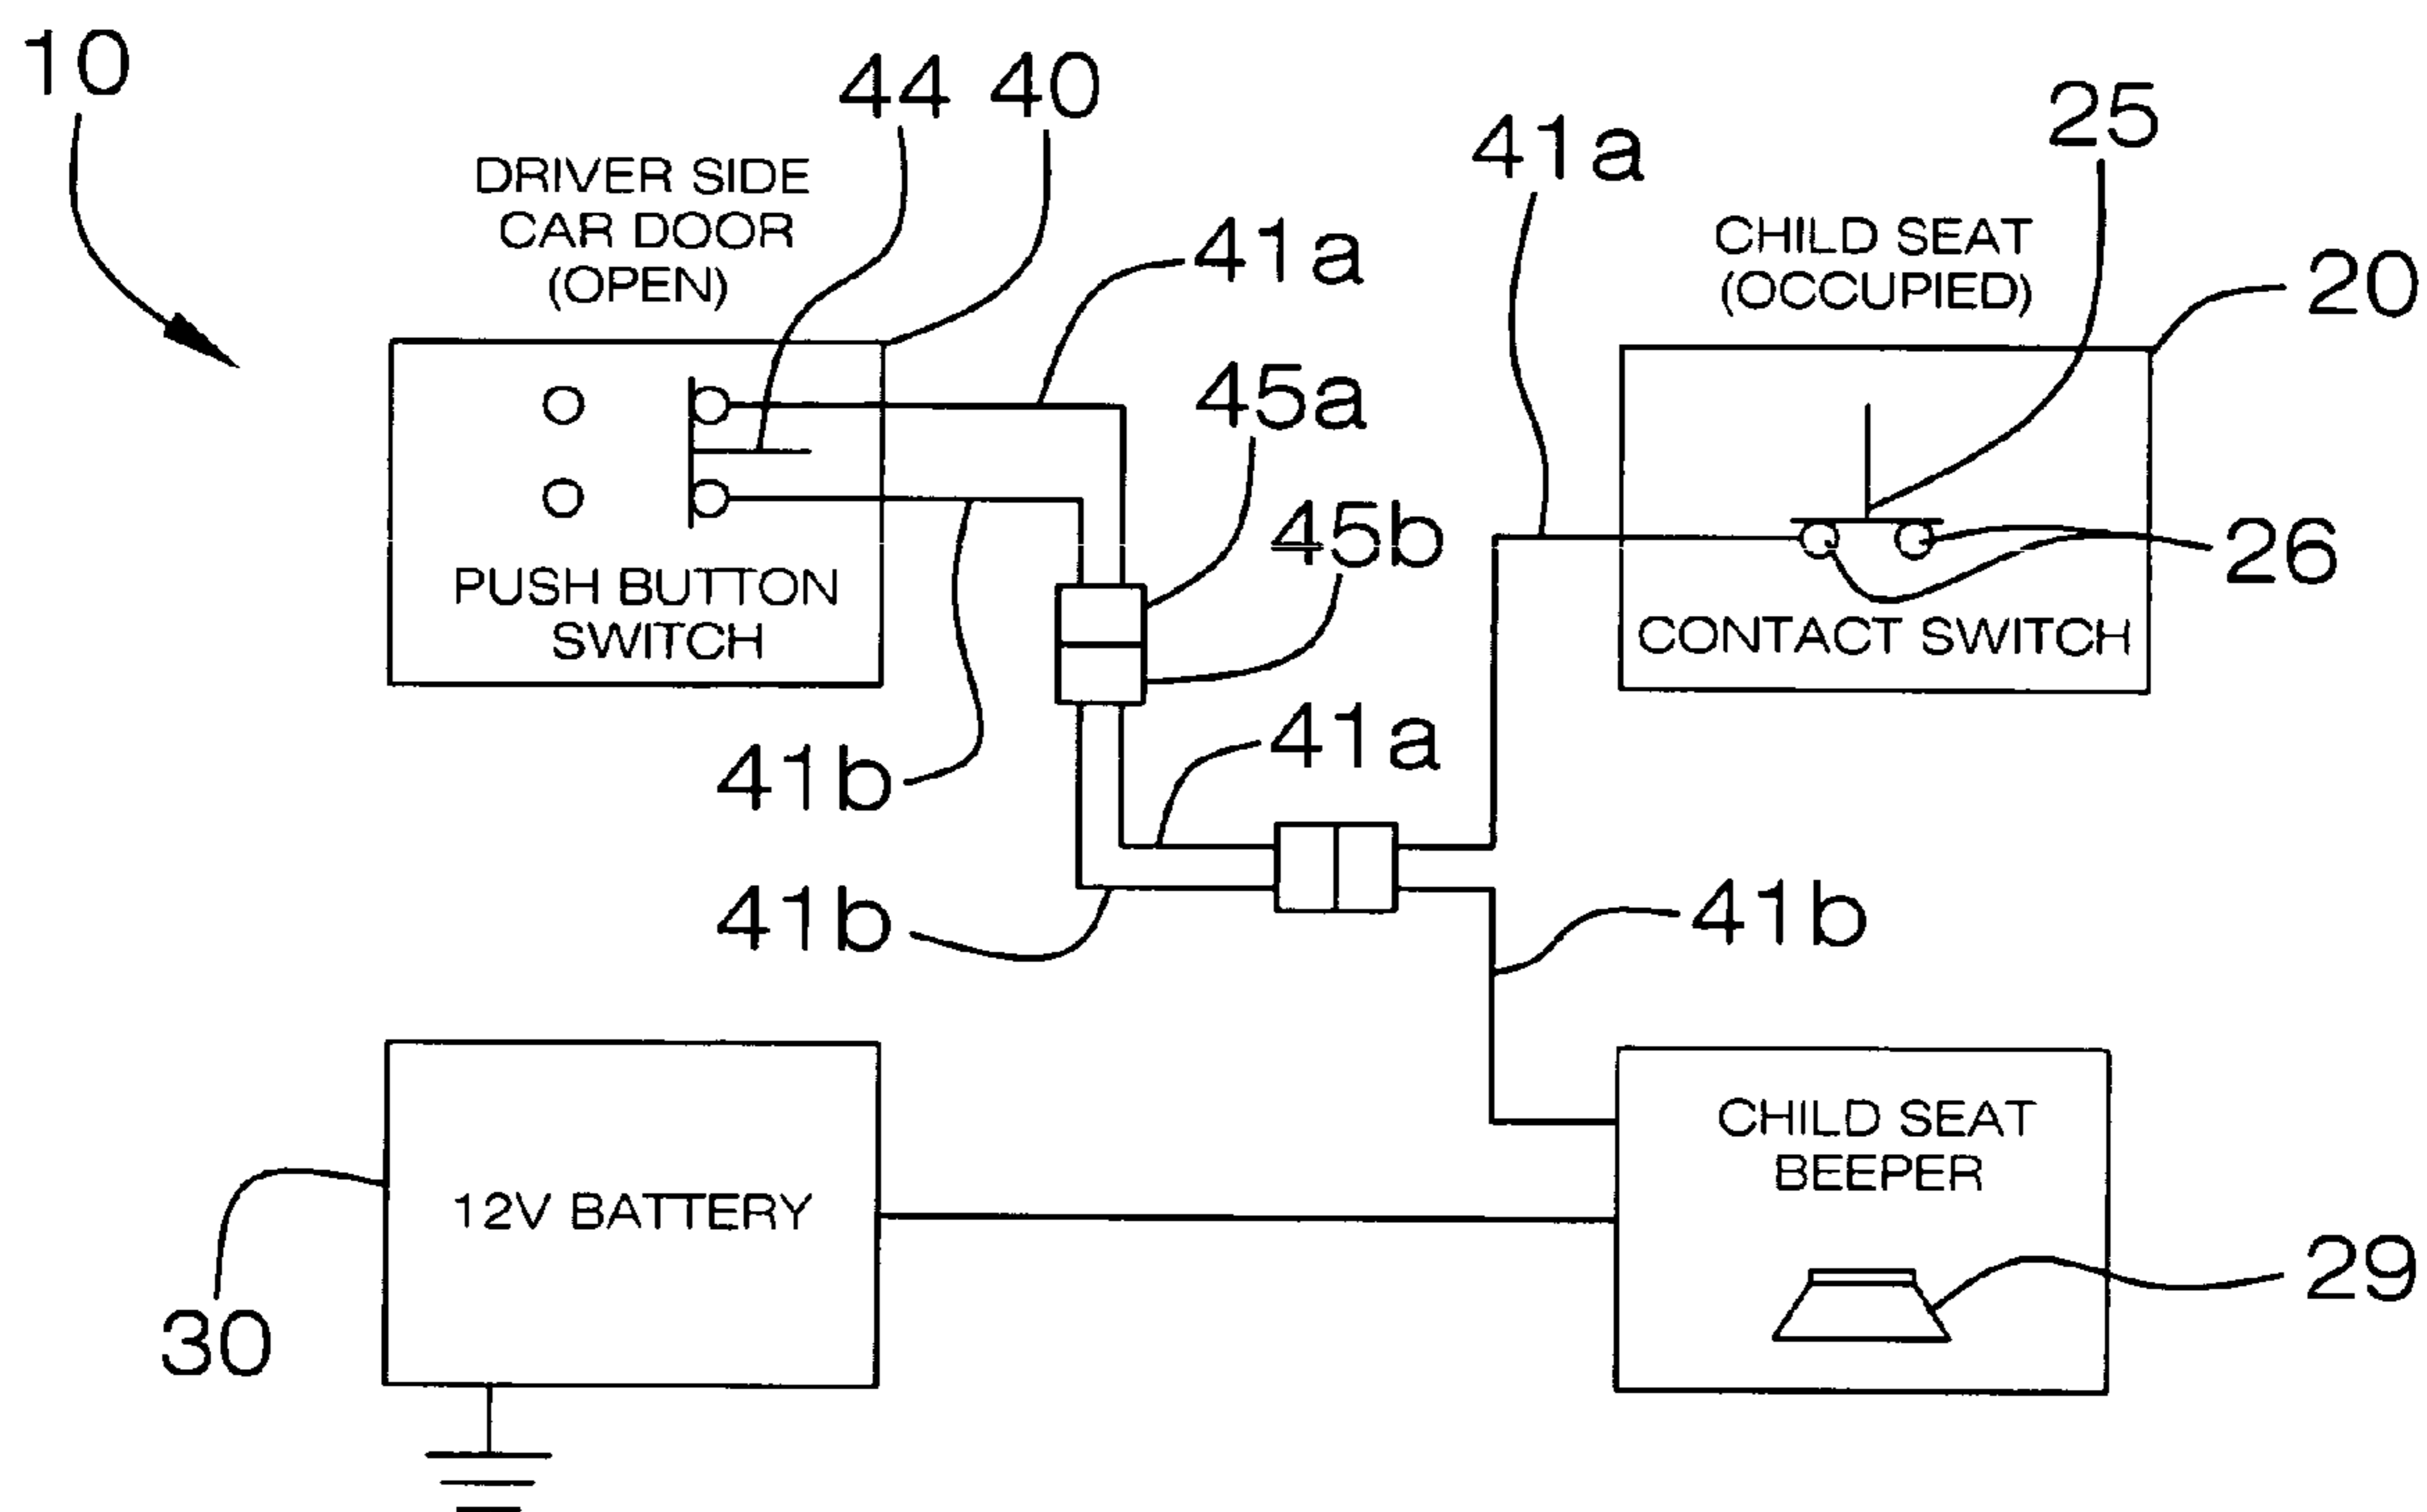 10
44
40
41a
25
DRIVER SIDE
CAR DOOR
(OPEN)
41a
CHILD SEAT
(OCCUPIED)
20
45a
45b
26
PUSH BUTTON
SWITCH
CONTACT SWITCH
41b
41a
41b
41b
12V BATTERY
CHILD SEAT
BEEPER
30
29